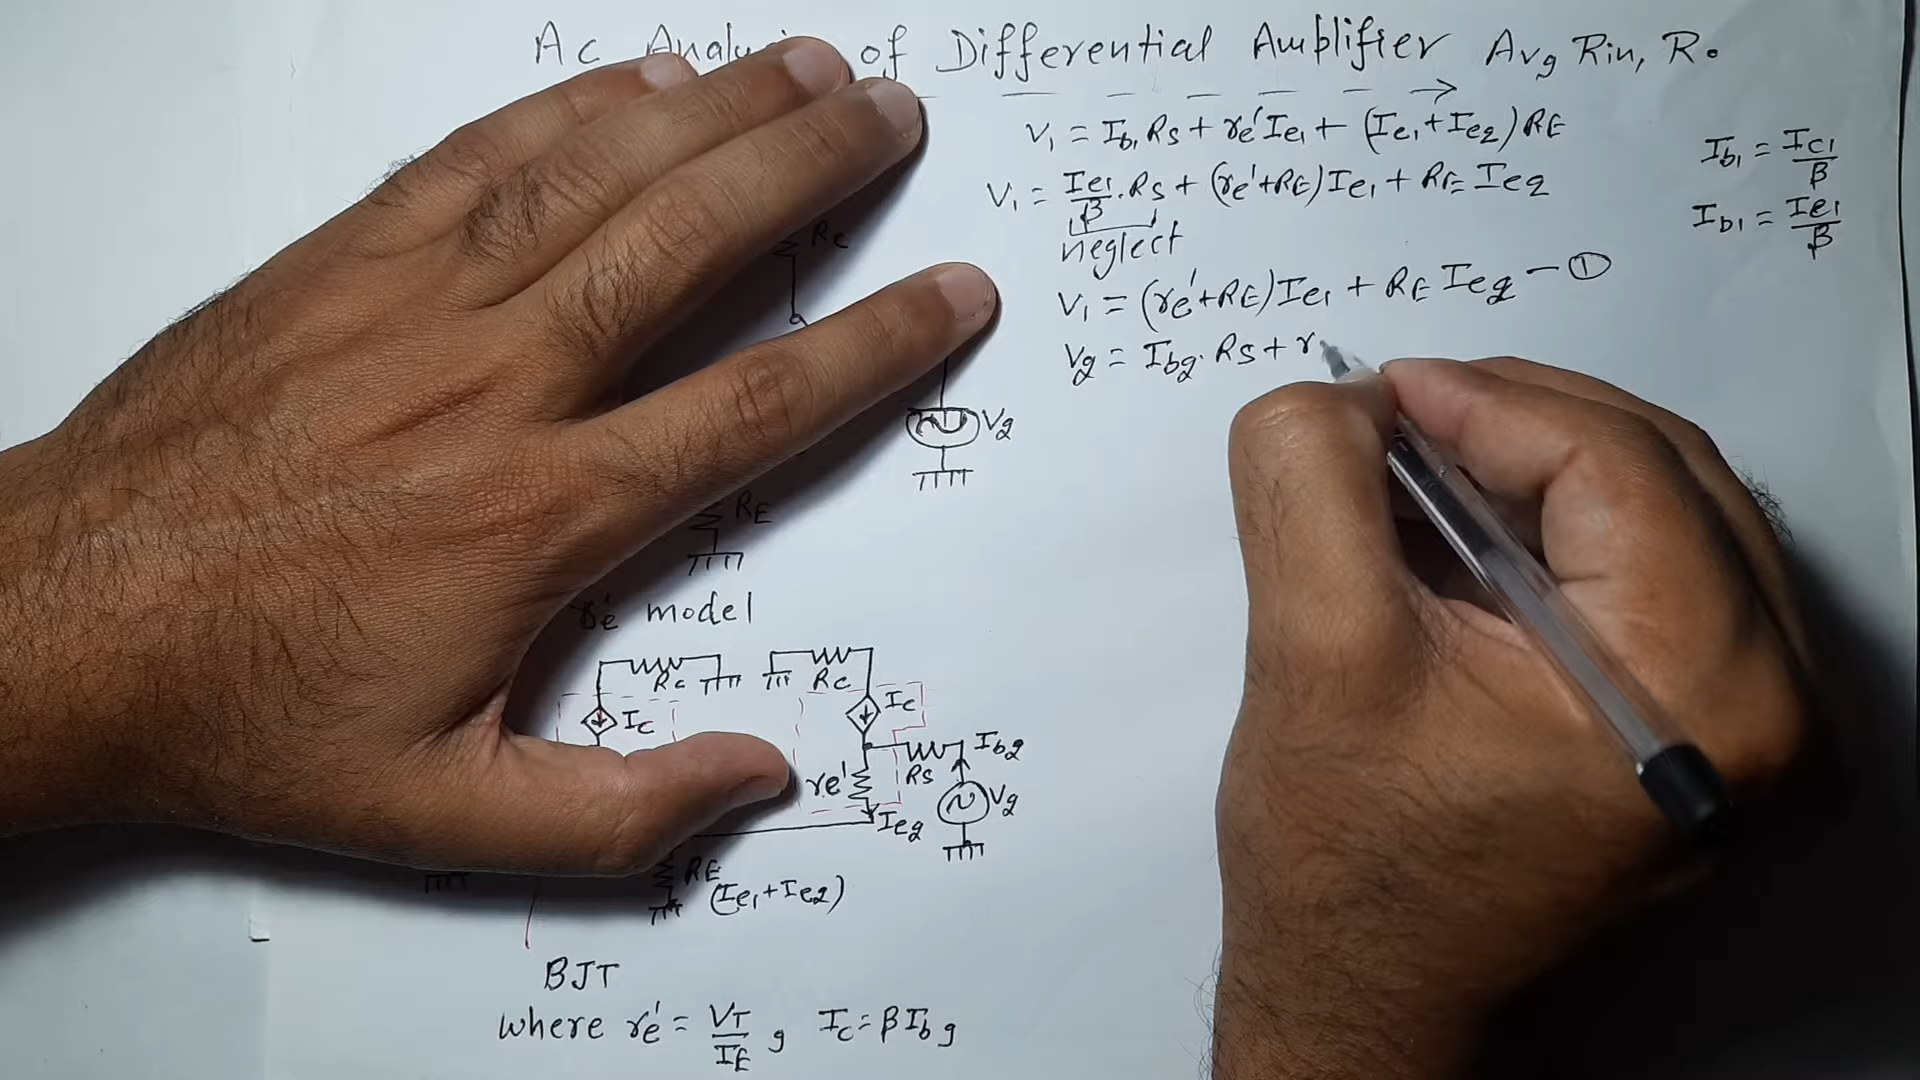 Ac Analysis of Differential Amplifier Avg Rin, Ro
V1 = Ib1 Rs + re' Ie1 + (Ie1 + Ie2) RE
V1 = Ie1/β . Rs + (re' + RE) Ie1 + RE Ie2
neglect
V1 = (re' + RE) Ie1 + RE Ie2 — ①
V2 = Ib2 . Rs + r
Ib1 = Ic1/β
Ib1 = Ie1/β
Rc
V2
RE
re' model
Rc
Rc
Ic
Ic
Ib2
re'
Rs
V2
Ie2
RE
(Ie1 + Ie2)
BJT
where re' = VT/IE , Ic = β Ib ,